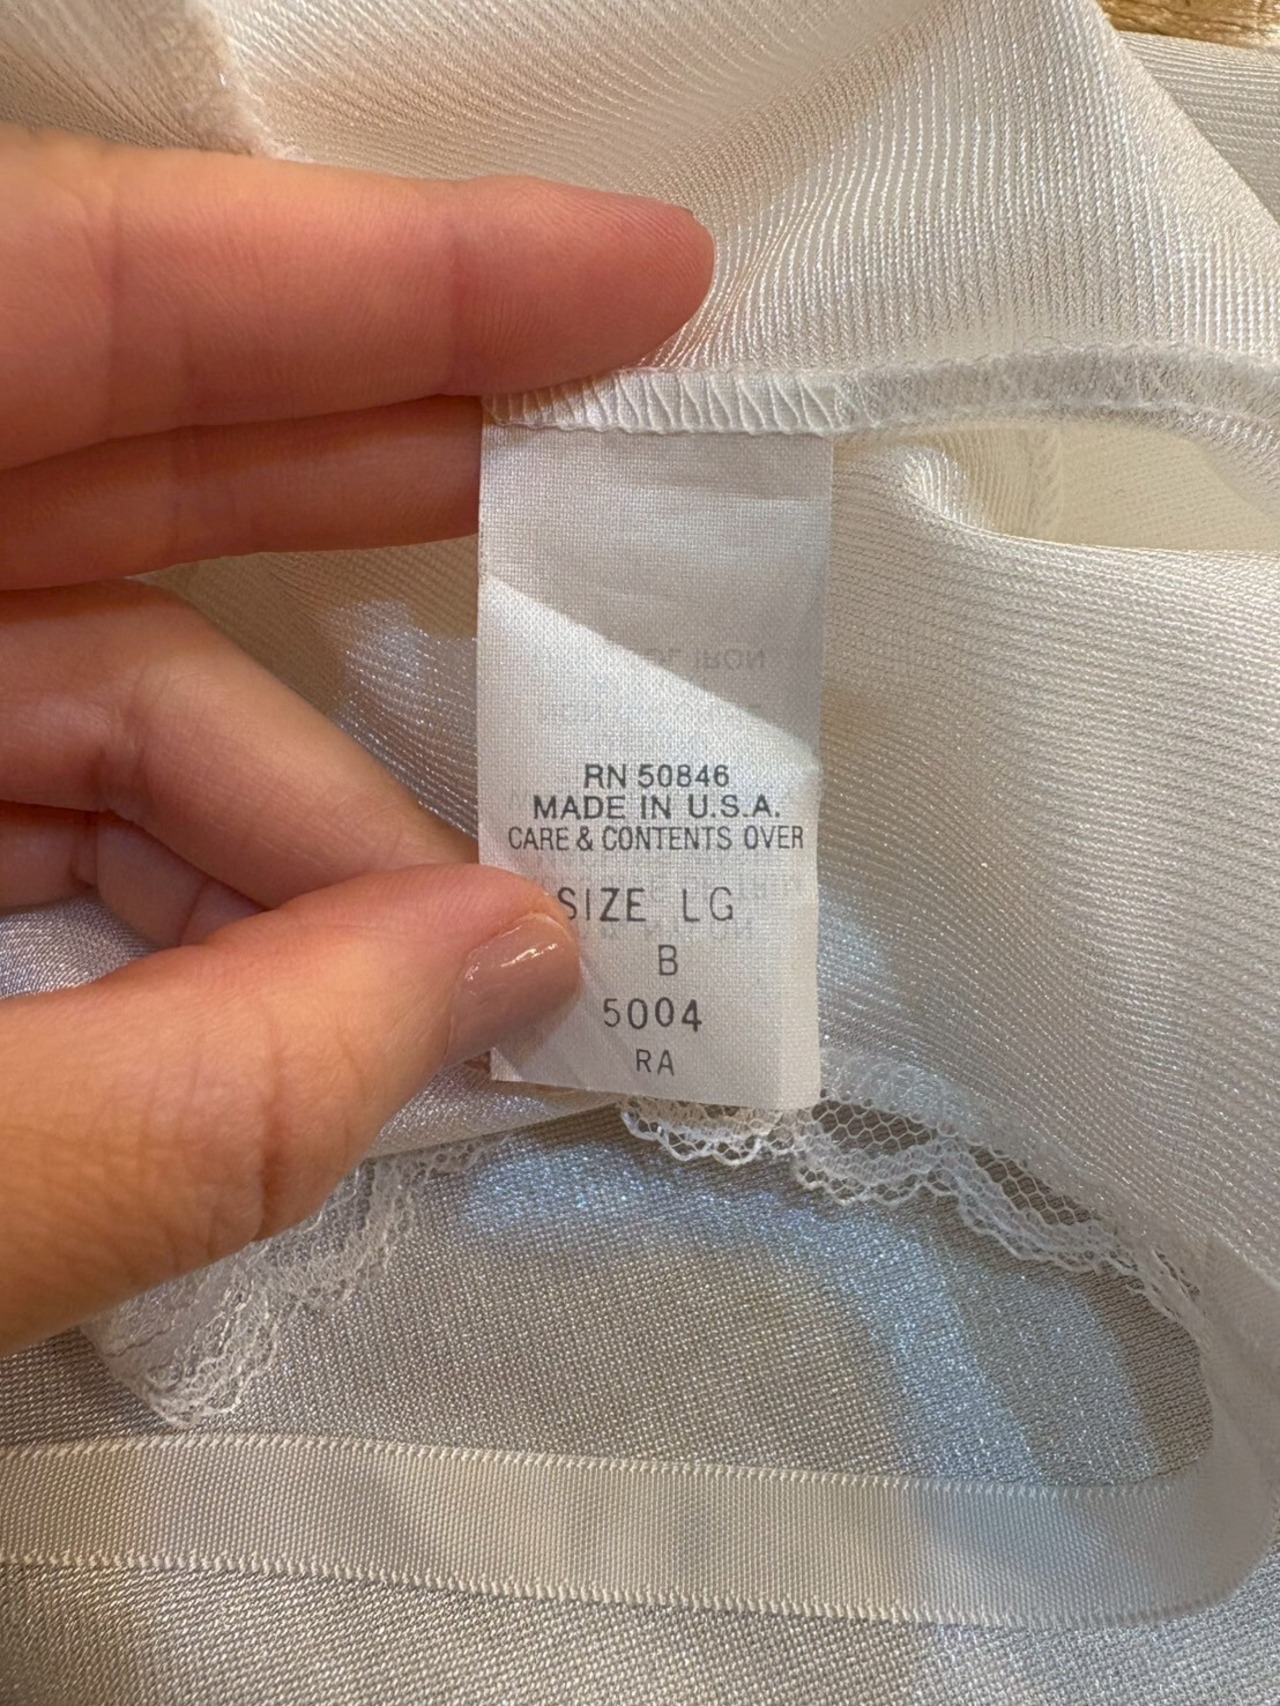 RN 50846
MADE IN U.S.A.
CARE & CONTENTS OVER
SIZE LG
B
5004
RA